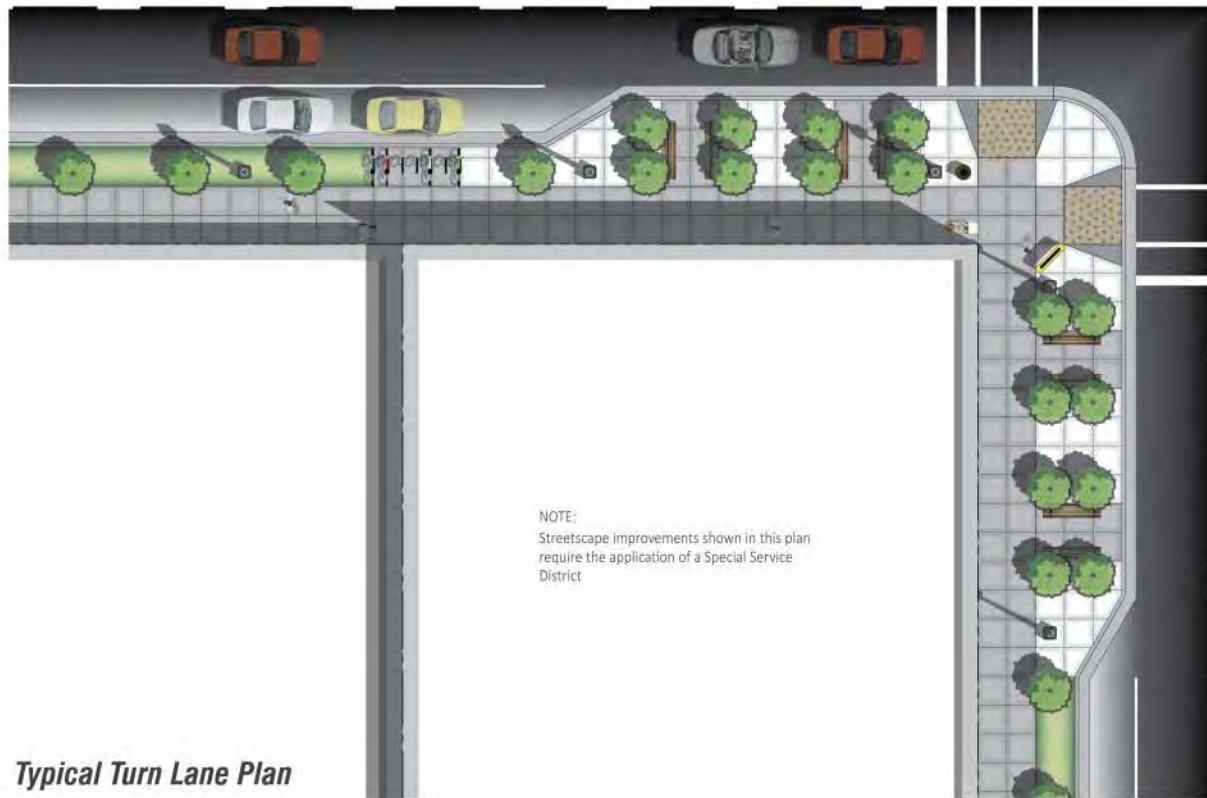 NOTE:
Streetscape improvements shown in this plan
require the application of a Special Service
District
Typical Turn Lane Plan